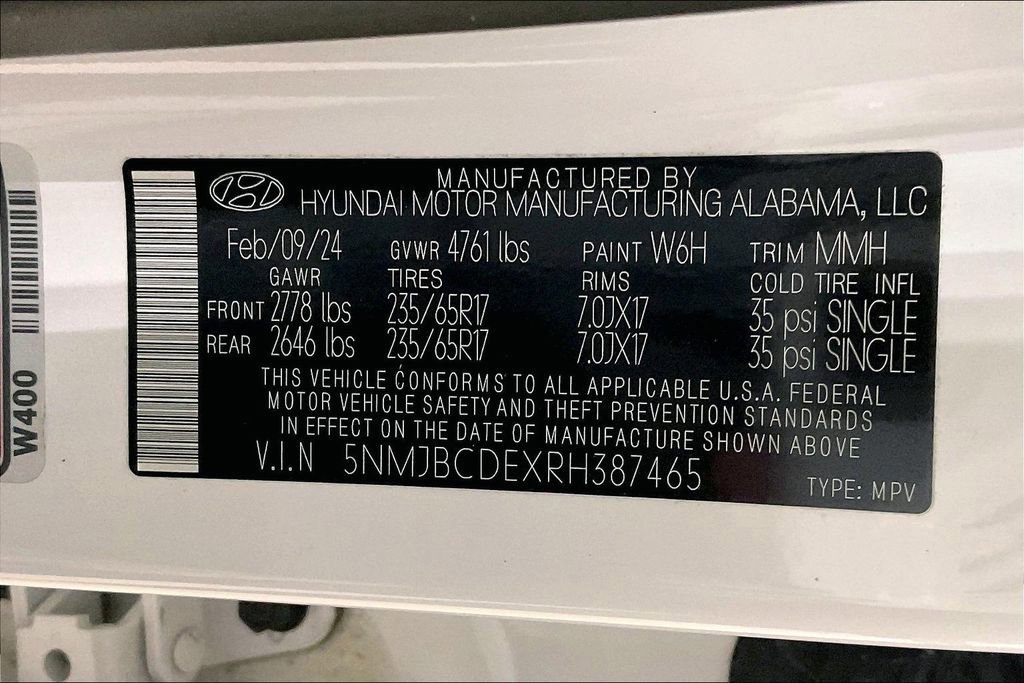 MANUFACTURED BY
HYUNDAI MOTOR MANUFACTURING ALABAMA, LLC
Feb/09/24 GVWR 4761 lbs PAINT W6H TRIM MMH
GAWR TIRES RIMS COLD TIRE INFL
FRONT 2778 lbs 235/65R17 7.0JX17 35 psi SINGLE
REAR 2646 lbs 235/65R17 7.0JX17 35 psi SINGLE
THIS VEHICLE CONFORMS TO ALL APPLICABLE U.S.A. FEDERAL
MOTOR VEHICLE SAFETY AND THEFT PREVENTION STANDARDS
IN EFFECT ON THE DATE OF MANUFACTURE SHOWN ABOVE
V.I.N 5NMJBCDEXRH387465
TYPE: MPV
W400